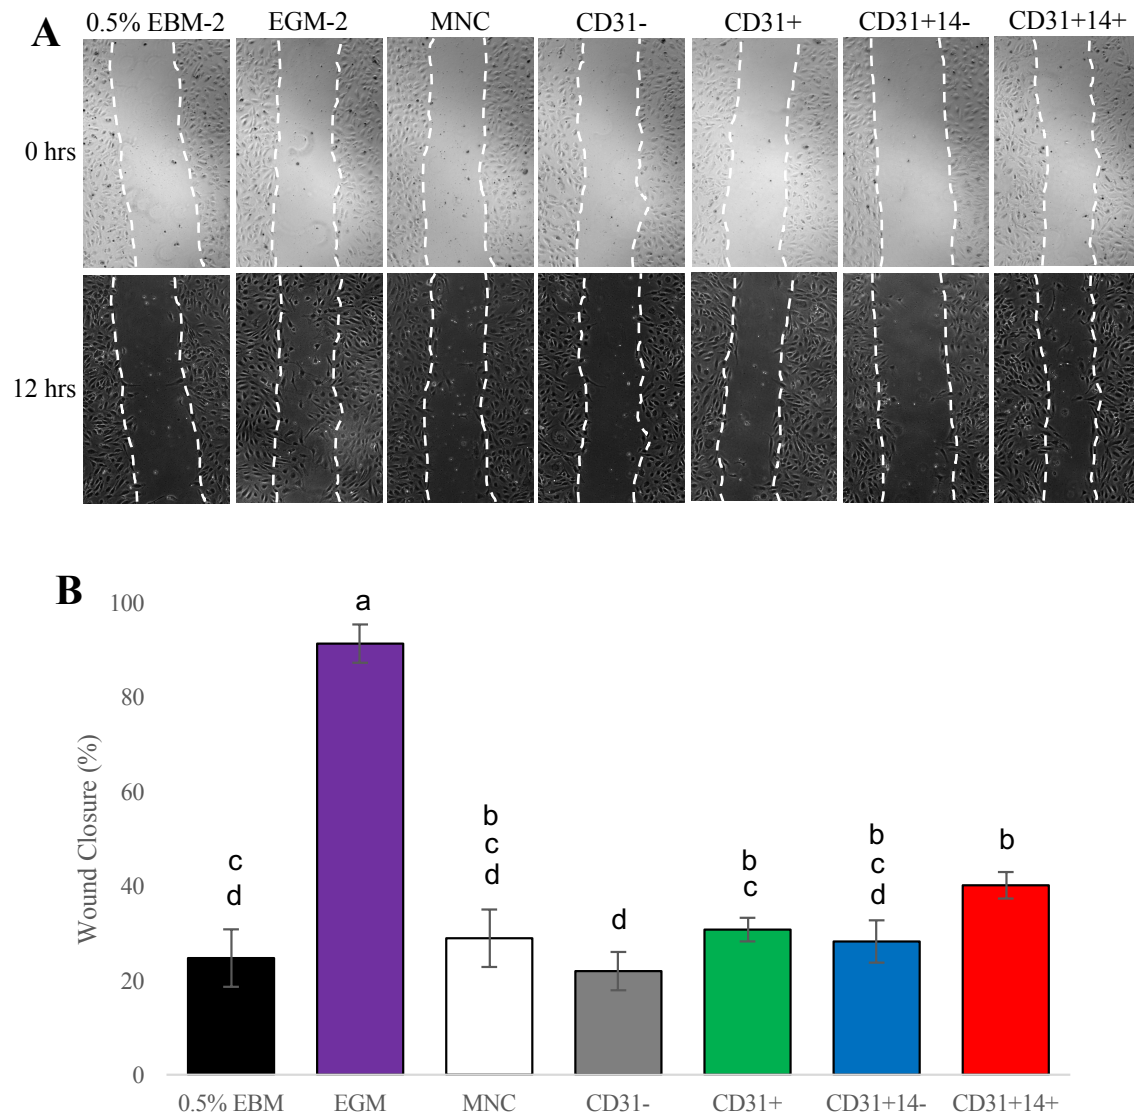 A
0.5% EBM-2 EGM-2 MNC CD31- CD31+ CD31+14- CD31+14+
0 hrs
12 hrs
B
Wound Closure (%)
100
80
60
40
20
0
c
d
a
b
c
d
d
b
c
b
c
d
b
0.5% EBM EGM MNC CD31- CD31+ CD31+14- CD31+14+